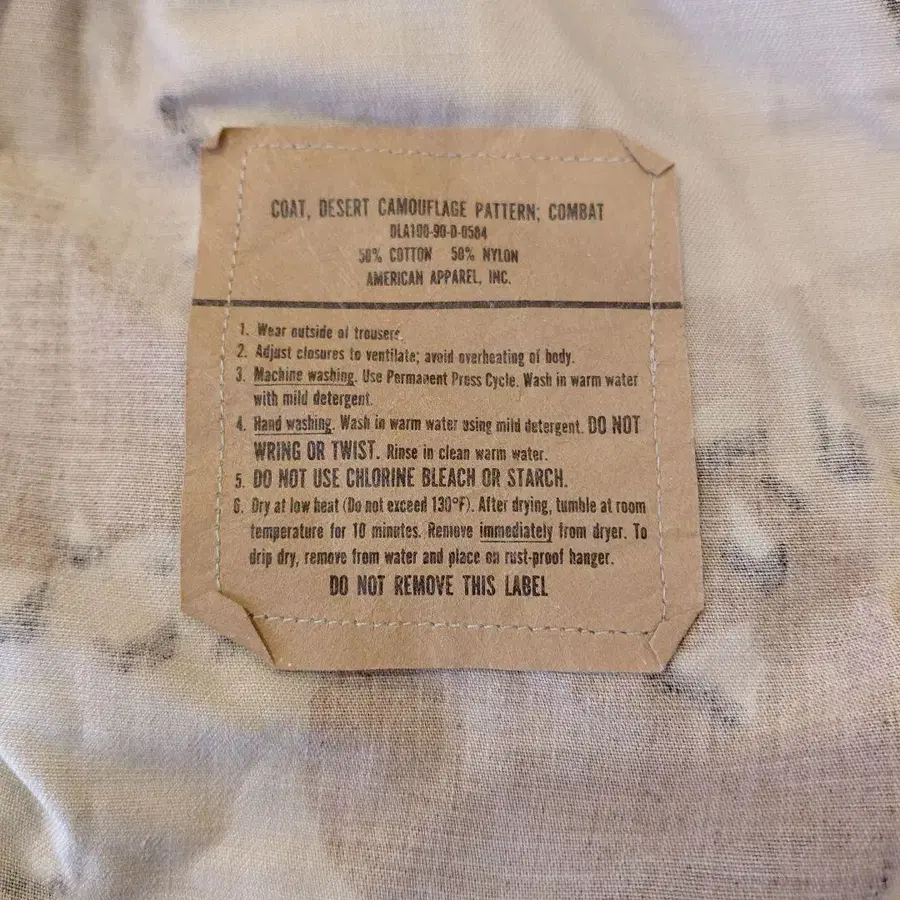 COAT, DESERT CAMOUFLAGE PATTERN; COMBAT
DLA100-90-D-0584
50% COTTON 50% NYLON
AMERICAN APPAREL, INC.
1. Wear outside of trousers.
2. Adjust closures to ventilate; avoid overheating of body.
3. Machine washing. Use Permanent Press Cycle. Wash in warm water
with mild detergent.
4. Hand washing. Wash in warm water using mild detergent. DO NOT
WRING OR TWIST. Rinse in clean warm water.
5. DO NOT USE CHLORINE BLEACH OR STARCH.
6. Dry at low heat (Do not exceed 130°F). After drying, tumble at room
temperature for 10 minutes. Remove immediately from dryer. To
drip dry, remove from water and place on rust-proof hanger.
DO NOT REMOVE THIS LABEL